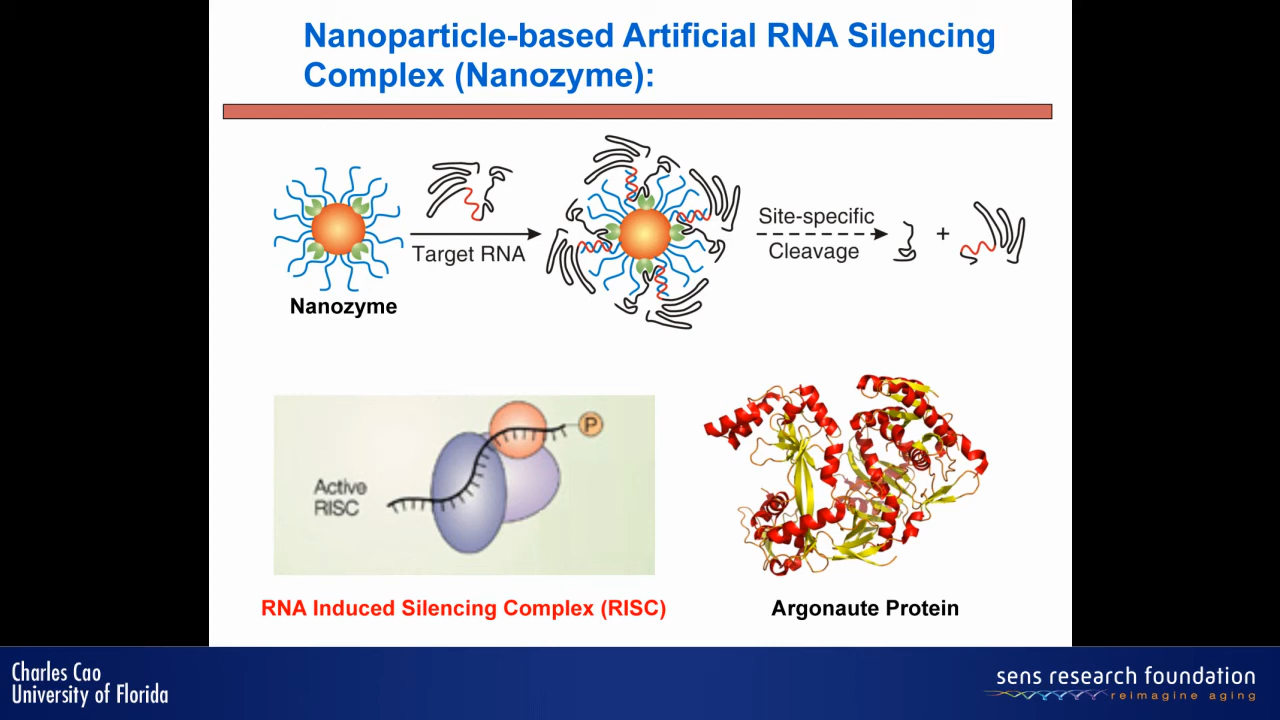 Nanoparticle-based Artificial RNA Silencing
Complex (Nanozyme):
Nanozyme
Target RNA
Site-specific
Cleavage
+
Active
RISC
P
RNA Induced Silencing Complex (RISC)
Argonaute Protein
Charles Cao
University of Florida
sens research foundation
reimagine aging